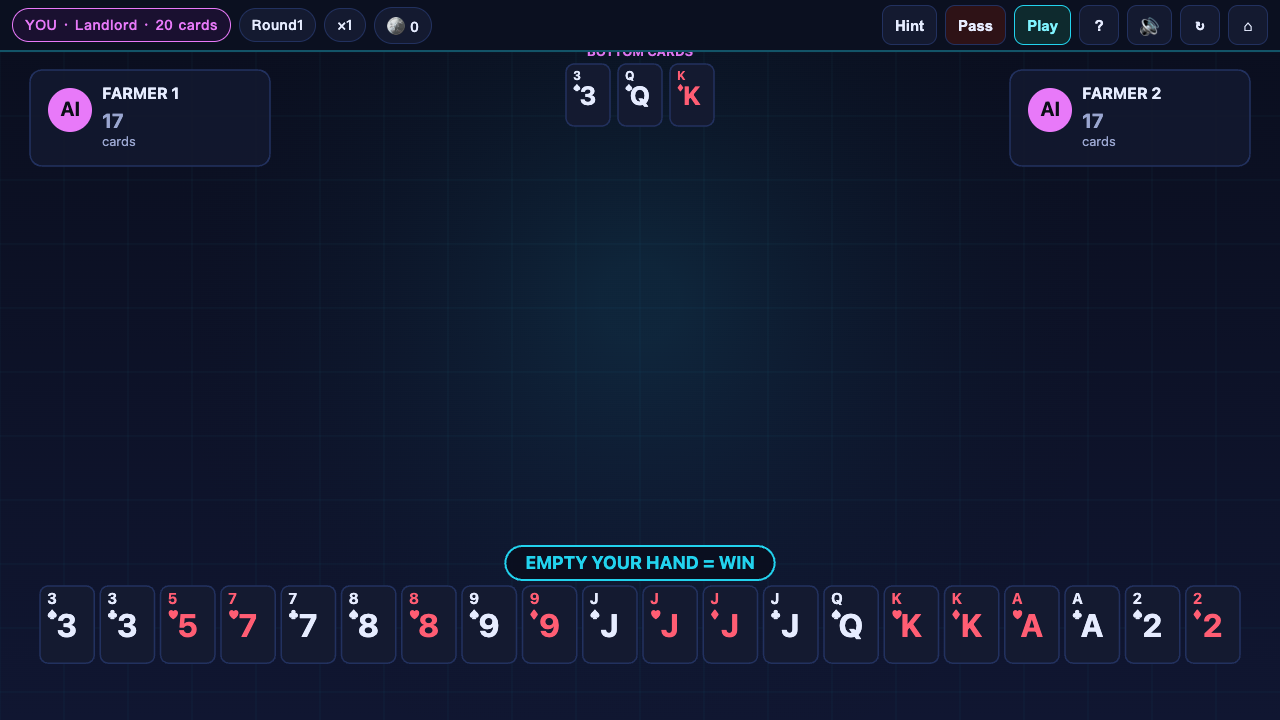 YOU · Landlord · 20 cards
Round1
×1
0
Hint
Pass
Play
?
↻
⌂
BOTTOM CARDS
3 ♠ 3
Q ♠ Q
K ♦ K
AI
FARMER 1
17
cards
AI
FARMER 2
17
cards
EMPTY YOUR HAND = WIN
3 3
3 3
5 ♥ 5
7 ♥ 7
7 7
8 8
8 ♥ 8
9 9
9 ♦ 9
J J
J ♥ J
J ♦ J
J J
Q Q
K ♥ K
K ♦ K
A ♥ A
A A
2 2
2 ♦ 2